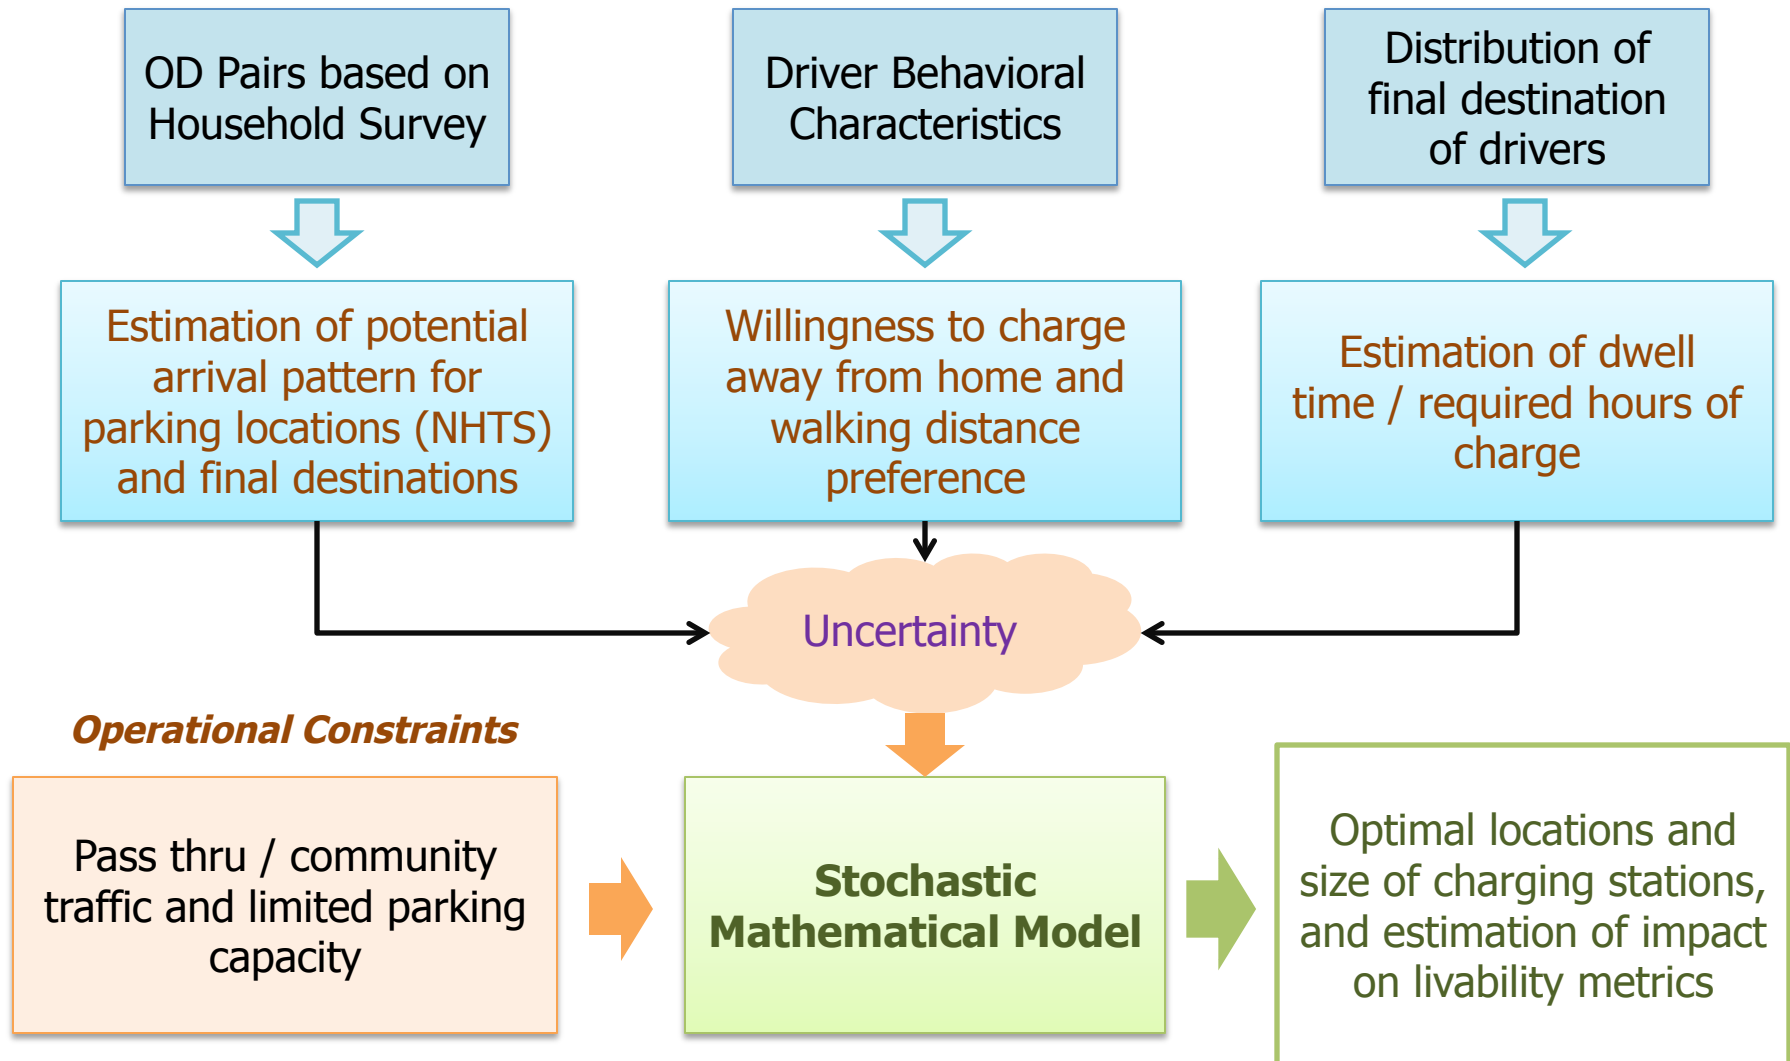 OD Pairs based on
Household Survey
Driver Behavioral
Characteristics
Distribution of
final destination
of drivers
Estimation of potential
arrival pattern for
parking locations (NHTS)
and final destinations
Willingness to charge
away from home and
walking distance
preference
Estimation of dwell
time / required hours of
charge
Uncertainty
Operational Constraints
Pass thru / community
traffic and limited parking
capacity
Stochastic
Mathematical Model
Optimal locations and
size of charging stations,
and estimation of impact
on livability metrics